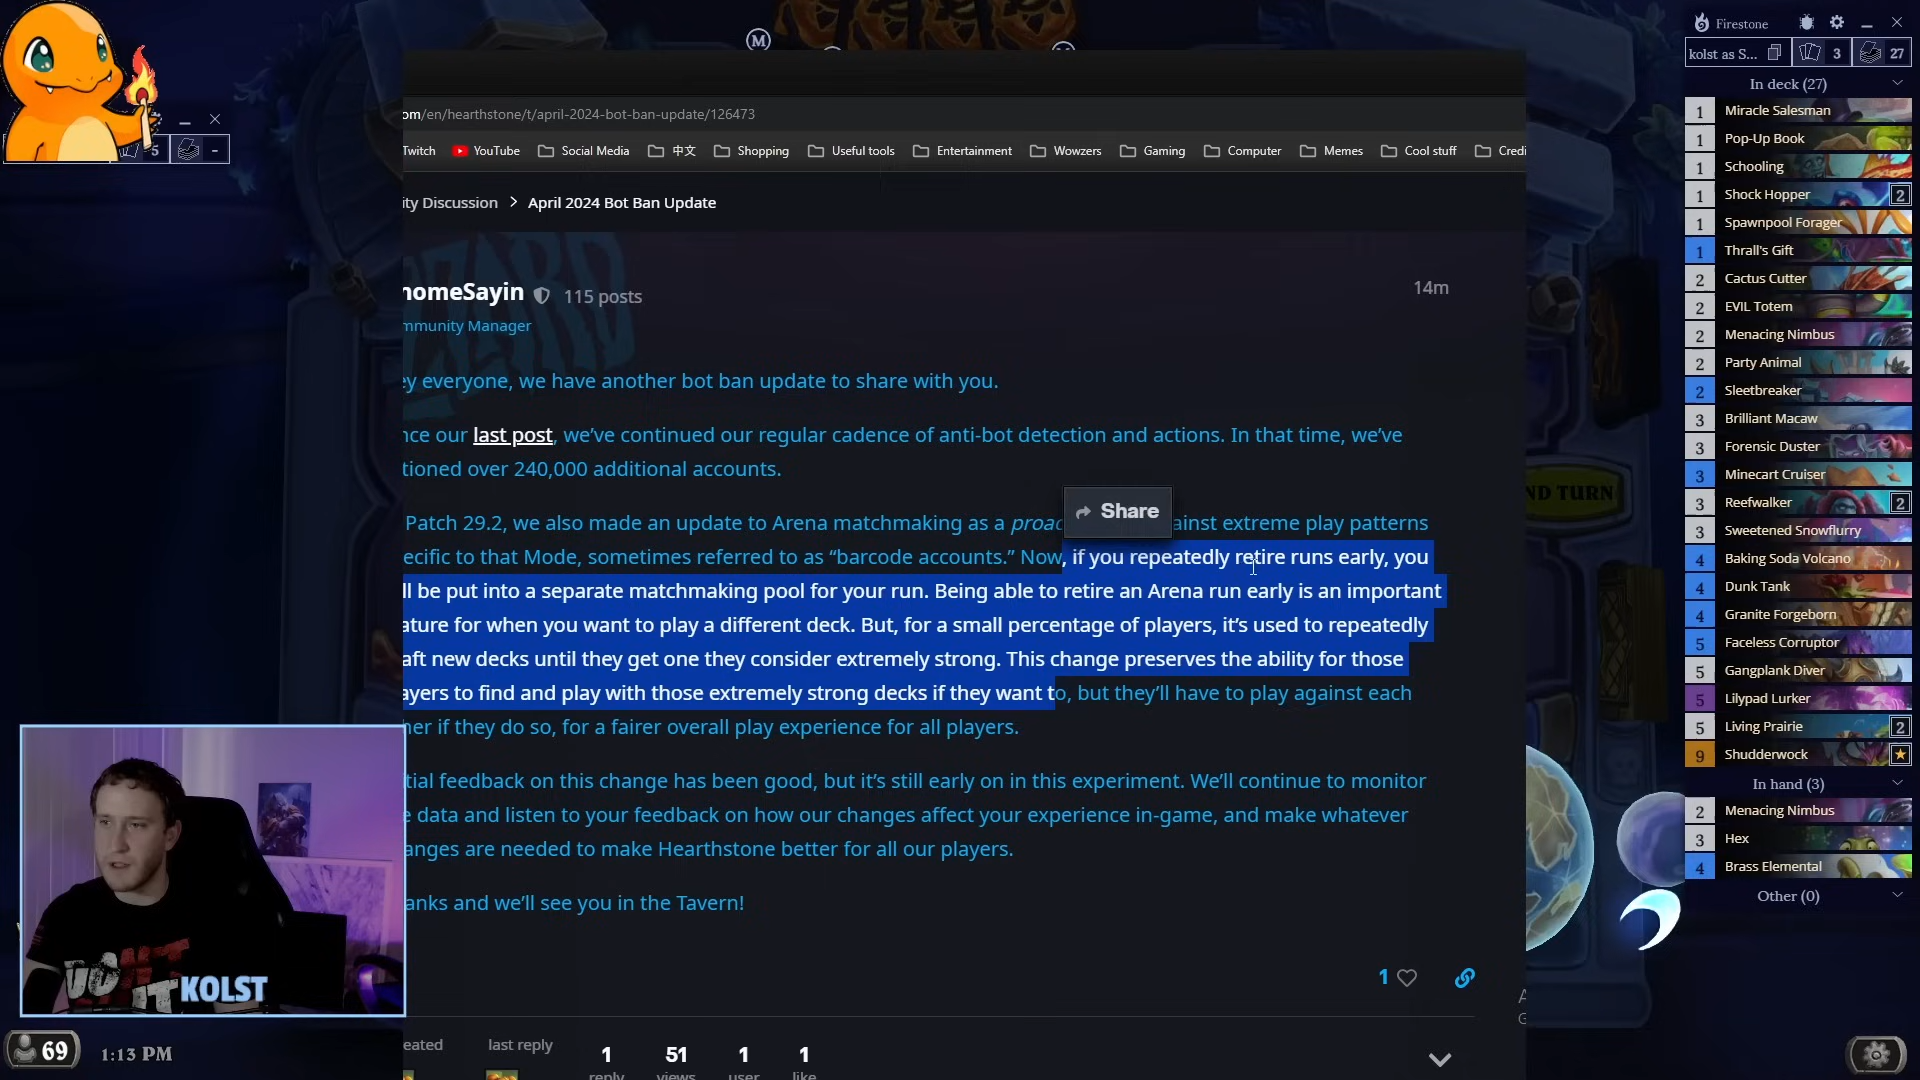 Firestone
kolst as S...
3
27
In deck (27)
1 Miracle Salesman
1 Pop-Up Book
1 Schooling
1 Shock Hopper 2
1 Spawnpool Forager
1 Thrall's Gift
2 Cactus Cutter
2 EVIL Totem
2 Menacing Nimbus
2 Party Animal
2 Sleetbreaker
3 Brilliant Macaw
3 Forensic Duster
3 Minecart Cruiser
3 Reefwalker 2
3 Sweetened Snowflurry
4 Baking Soda Volcano
4 Dunk Tank
4 Granite Forgeborn
5 Faceless Corruptor
5 Gangplank Diver
5 Lilypad Lurker
5 Living Prairie 2
9 Shudderwock
In hand (3)
2 Menacing Nimbus
3 Hex
4 Brass Elemental
Other (0)
M
5 -
om/en/hearthstone/t/april-2024-bot-ban-update/126473
Twitch YouTube Social Media 中文 Shopping Useful tools Entertainment Wowzers Gaming Computer Memes Cool stuff Credi
ity Discussion > April 2024 Bot Ban Update
nomeSayin 115 posts 14m
mmunity Manager
ey everyone, we have another bot ban update to share with you.
nce our last post, we've continued our regular cadence of anti-bot detection and actions. In that time, we've
tioned over 240,000 additional accounts.
Share
Patch 29.2, we also made an update to Arena matchmaking as a proac ainst extreme play patterns
ecific to that Mode, sometimes referred to as “barcode accounts.” Now, if you repeatedly retire runs early, you
ll be put into a separate matchmaking pool for your run. Being able to retire an Arena run early is an important
ature for when you want to play a different deck. But, for a small percentage of players, it's used to repeatedly
aft new decks until they get one they consider extremely strong. This change preserves the ability for those
ayers to find and play with those extremely strong decks if they want to, but they'll have to play against each
her if they do so, for a fairer overall play experience for all players.
tial feedback on this change has been good, but it's still early on in this experiment. We'll continue to monitor
e data and listen to your feedback on how our changes affect your experience in-game, and make whatever
anges are needed to make Hearthstone better for all our players.
anks and we'll see you in the Tavern!
1
eated last reply 1 51 1 1
reply views user like
ND TURN
KOLST
69 1:13 PM